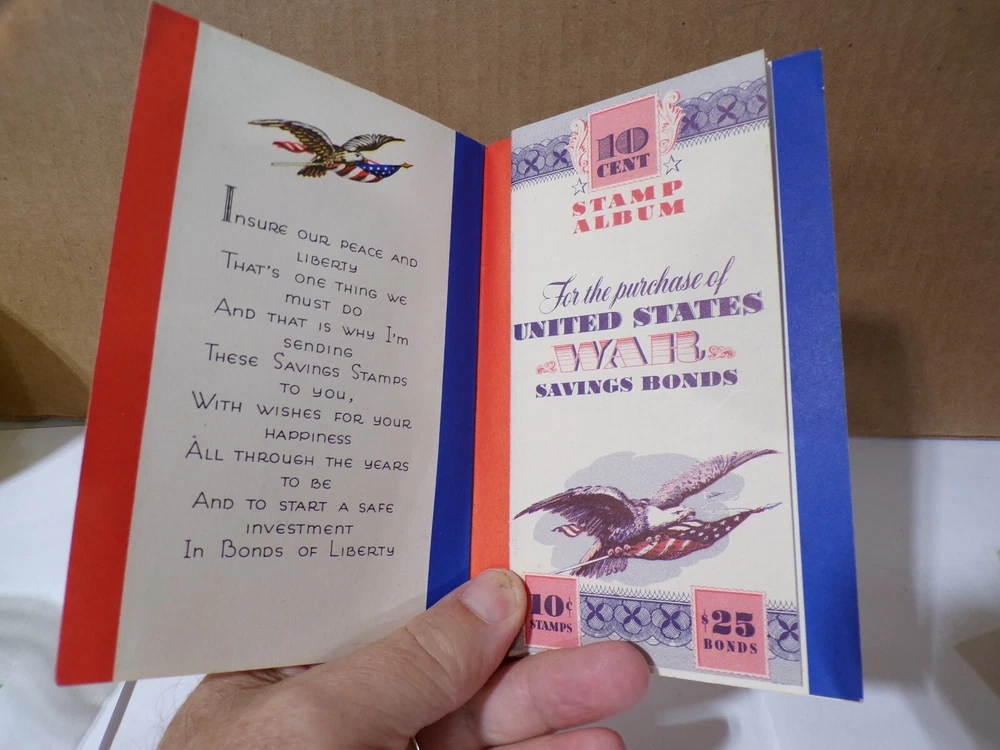 Insure our peace and
liberty
That's one thing we
must do
And that is why I'm
sending
These Savings Stamps
to you,
With wishes for your
happiness
All through the years
to be
And to start a safe
investment
In Bonds of Liberty
10
CENT
STAMP
ALBUM
For the purchase of
UNITED STATES
WAR
SAVINGS BONDS
10¢
STAMPS
$25
BONDS